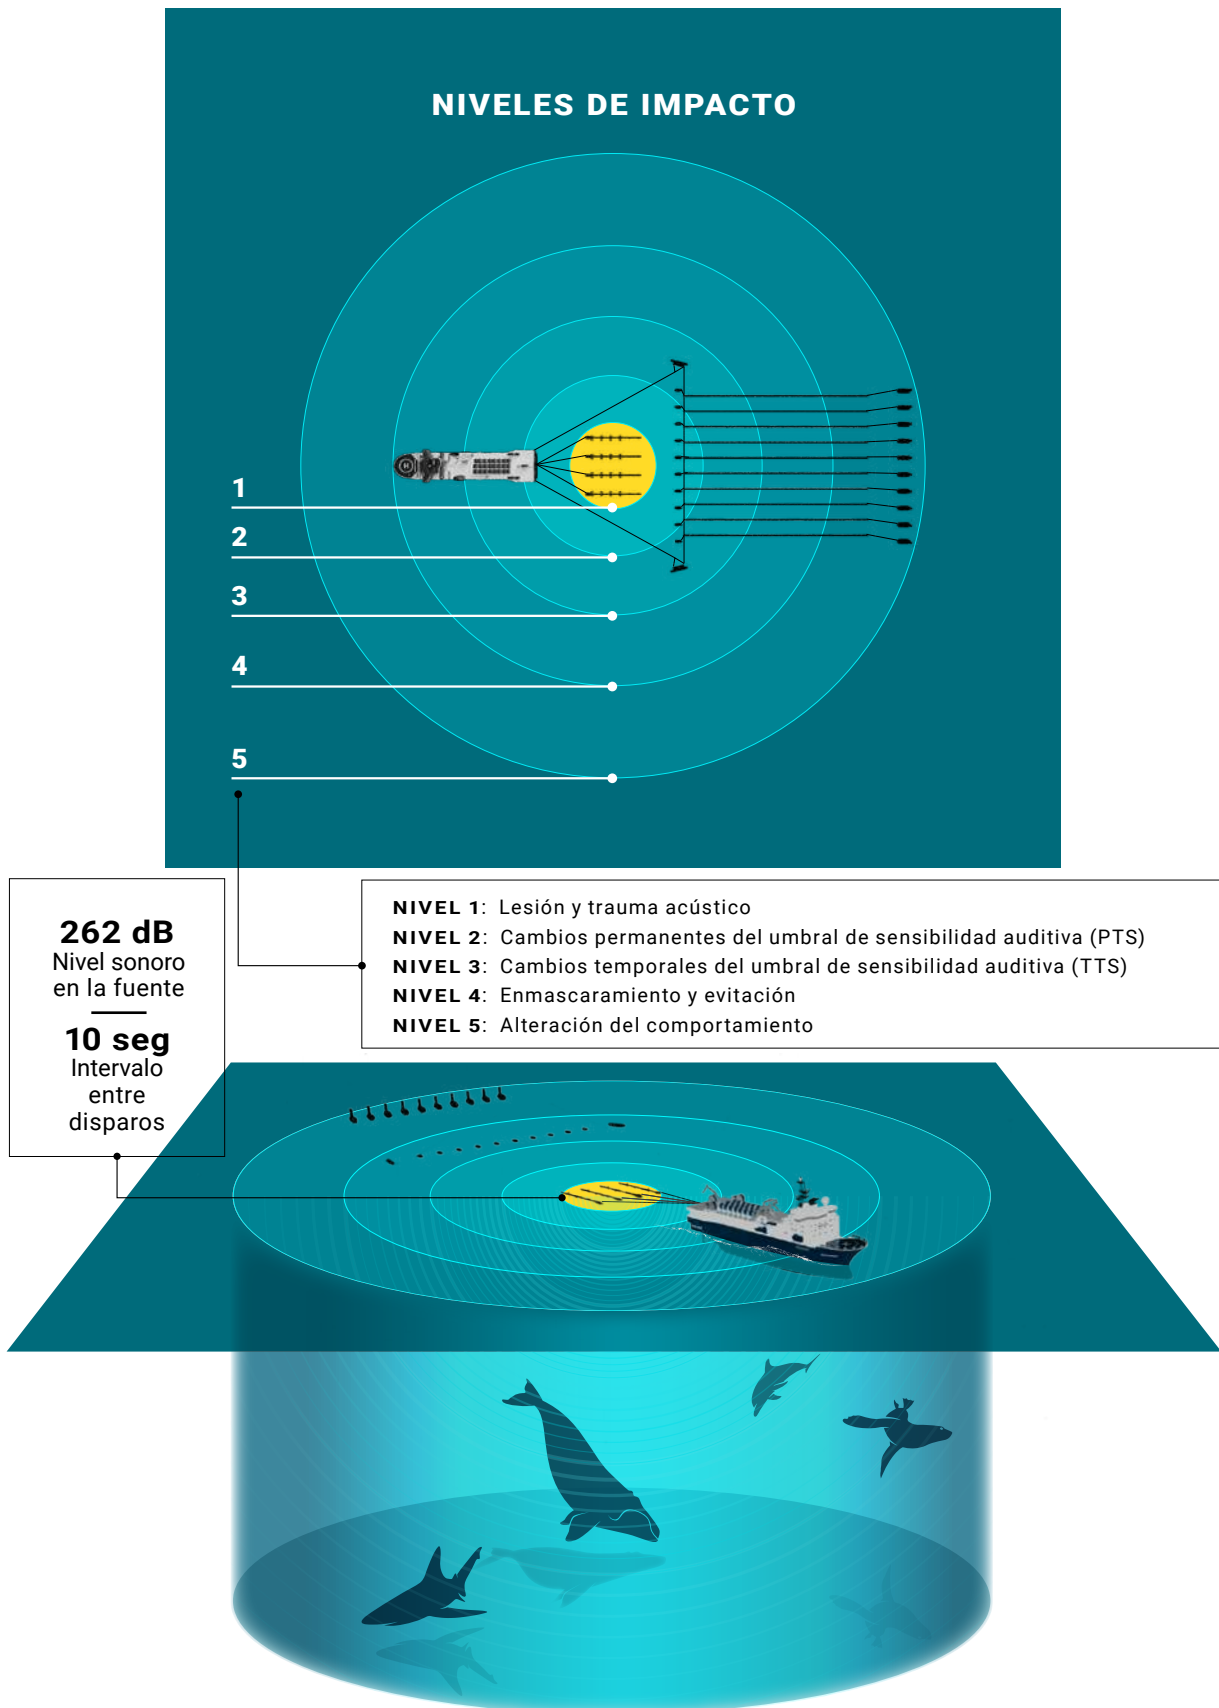 NIVELES DE IMPACTO
1
2
3
4
5
262 dB
Nivel sonoro
en la fuente
10 seg
Intervalo
entre
disparos
NIVEL 1: Lesión y trauma acústico
NIVEL 2: Cambios permanentes del umbral de sensibilidad auditiva (PTS)
NIVEL 3: Cambios temporales del umbral de sensibilidad auditiva (TTS)
NIVEL 4: Enmascaramiento y evitación
NIVEL 5: Alteración del comportamiento